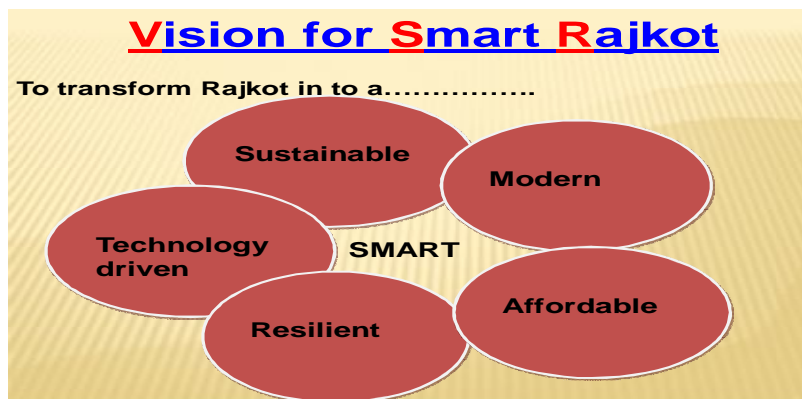 Vision for Smart Rajkot
To transform Rajkot in to a................
Sustainable
Modern
Technology
driven
SMART
Affordable
Resilient